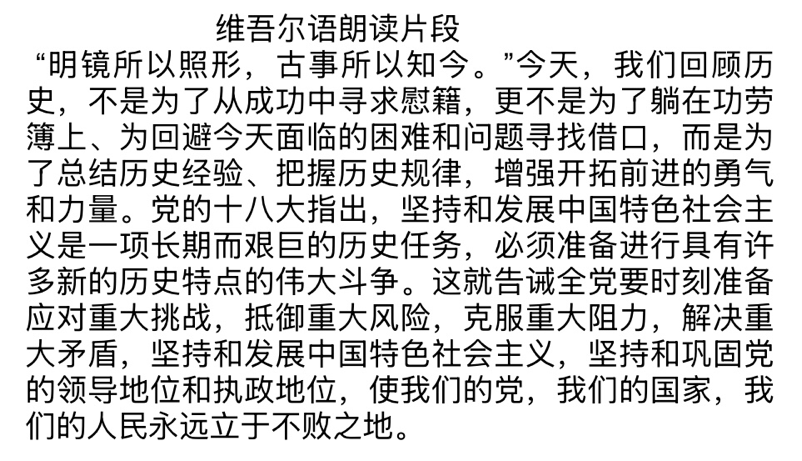 维吾尔语朗读片段
“明镜所以照形，古事所以知今。”今天，我们回顾历
史，不是为了从成功中寻求慰籍，更不是为了躺在功劳
簿上、为回避今天面临的困难和问题寻找借口，而是为
了总结历史经验、把握历史规律，增强开拓前进的勇气
和力量。党的十八大指出，坚持和发展中国特色社会主
义是一项长期而艰巨的历史任务，必须准备进行具有许
多新的历史特点的伟大斗争。这就告诫全党要时刻准备
应对重大挑战，抵御重大风险，克服重大阻力，解决重
大矛盾，坚持和发展中国特色社会主义，坚持和巩固党
的领导地位和执政地位，使我们的党，我们的国家，我
们的人民永远立于不败之地。